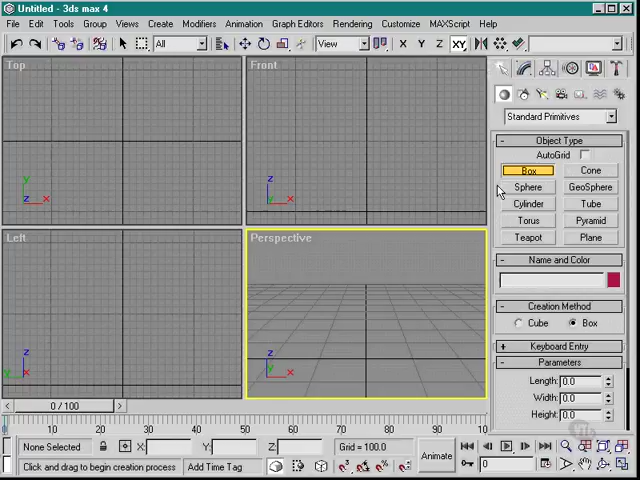 Untitled - 3ds max 4
File Edit Tools Group Views Create Modifiers Animation Graph Editors Rendering Customize MAXScript Help
All View X Y Z XY
Top Front
Standard Primitives
Object Type
AutoGrid
Box Cone
Sphere GeoSphere
Cylinder Tube
Torus Pyramid
Teapot Plane
y z x
z x
Left Perspective
Name and Color
Creation Method
Cube Box
Keyboard Entry
Parameters
Length: 0.0
Width: 0.0
Height: 0.0
z y x
z y x
0 / 100
0 10 20 30 40 50 60 70 80 90 100
None Selected X: Y: Z: Grid = 100.0
Animate
Click and drag to begin creation process Add Time Tag
0